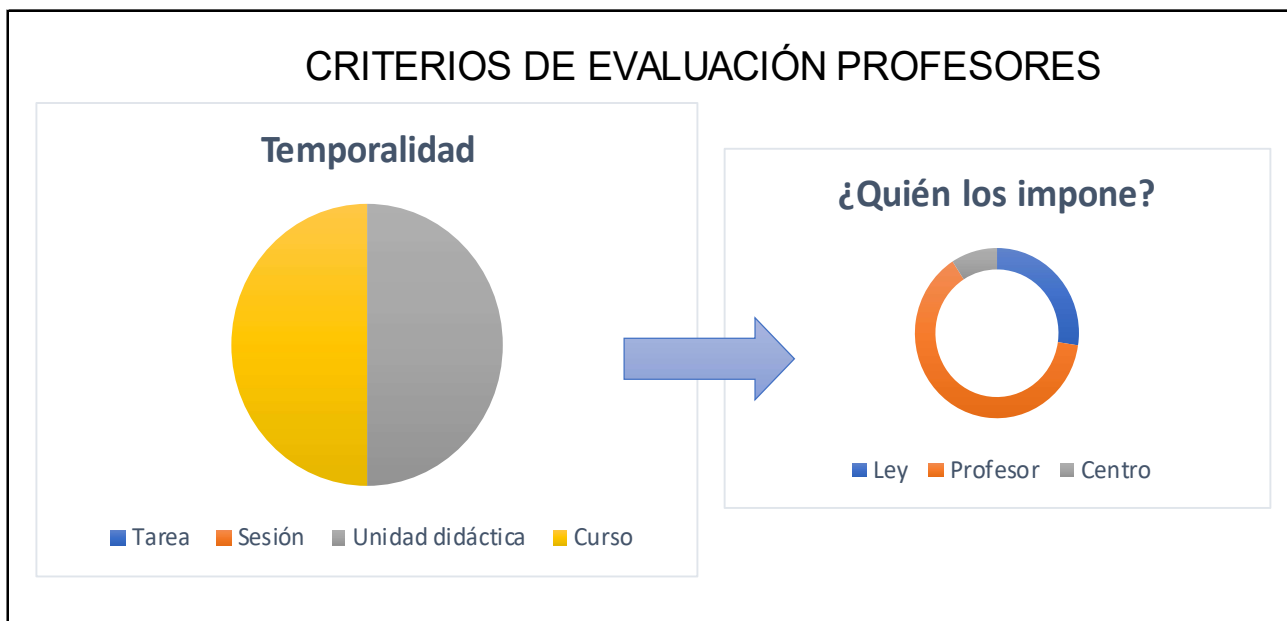 CRITERIOS DE EVALUACIÓN PROFESORES
Temporalidad
Tarea Sesión Unidad didáctica Curso
¿Quién los impone?
Ley Profesor Centro